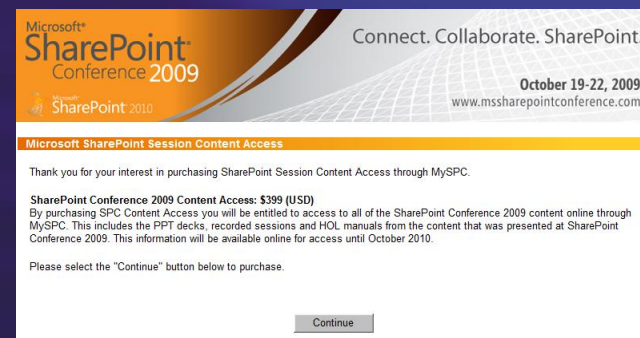 Microsoft®
SharePoint®
Conference 2009
Microsoft®
SharePoint® 2010
Connect. Collaborate. SharePoint.
October 19-22, 2009
www.mssharepointconference.com
Microsoft SharePoint Session Content Access
Thank you for your interest in purchasing SharePoint Session Content Access through MySPC.
SharePoint Conference 2009 Content Access: $399 (USD)
By purchasing SPC Content Access you will be entitled to access to all of the SharePoint Conference 2009 content online through
MySPC. This includes the PPT decks, recorded sessions and HOL manuals from the content that was presented at SharePoint
Conference 2009. This information will be available online for access until October 2010.
Please select the "Continue" button below to purchase.
Continue